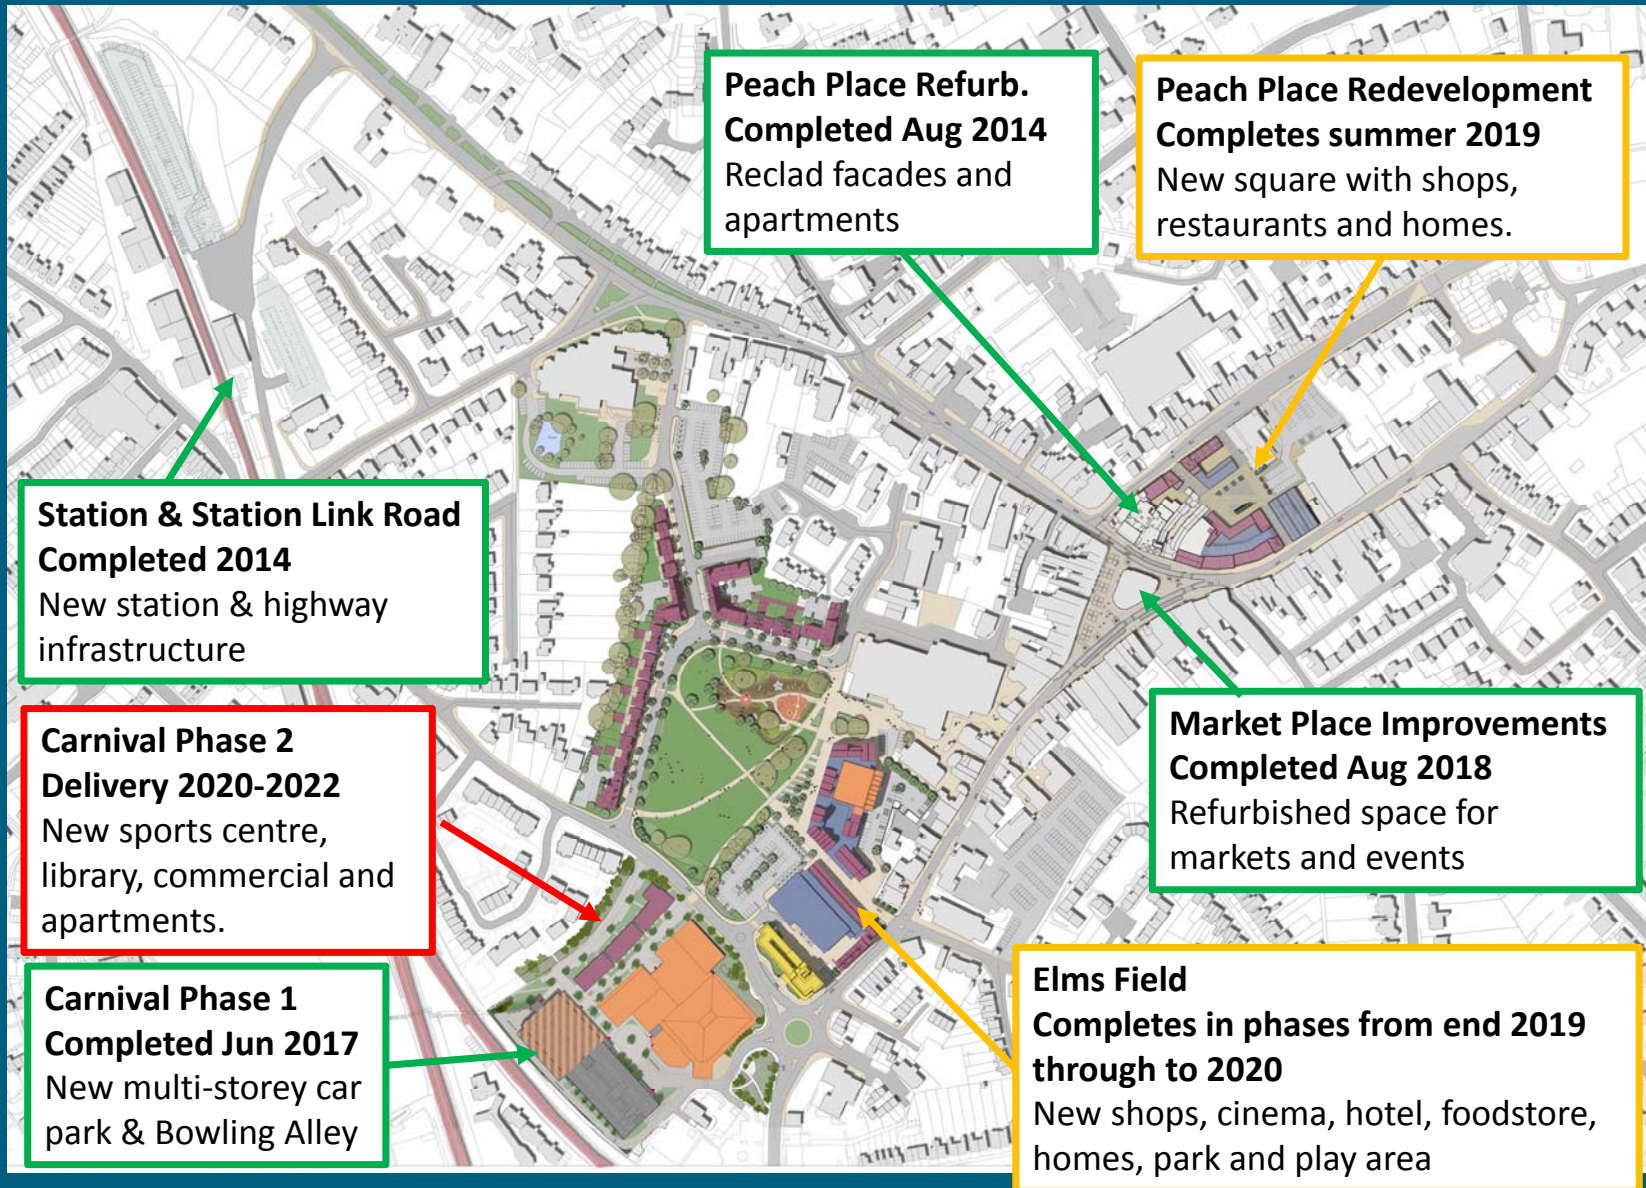 Peach Place Refurb.
Completed Aug 2014
Reclad facades and
apartments
Peach Place Redevelopment
Completes summer 2019
New square with shops,
restaurants and homes.
Station & Station Link Road
Completed 2014
New station & highway
infrastructure
Carnival Phase 2
Delivery 2020-2022
New sports centre,
library, commercial and
apartments.
Market Place Improvements
Completed Aug 2018
Refurbished space for
markets and events
Carnival Phase 1
Completed Jun 2017
New multi-storey car
park & Bowling Alley
Elms Field
Completes in phases from end 2019
through to 2020
New shops, cinema, hotel, foodstore,
homes, park and play area